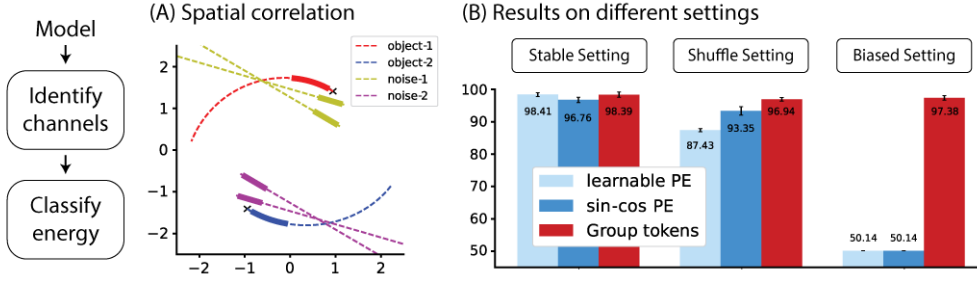 Model
Identify
channels
Classify
energy
(A) Spatial correlation
object-1
object-2
noise-1
noise-2
2
1
0
−1
−2
−2
−1
0
1
2
(B) Results on different settings
Stable Setting
Shuffle Setting
Biased Setting
100
90
80
70
60
50
98.41
96.76
98.39
87.43
93.35
96.94
50.14
50.14
97.38
learnable PE
sin-cos PE
Group tokens